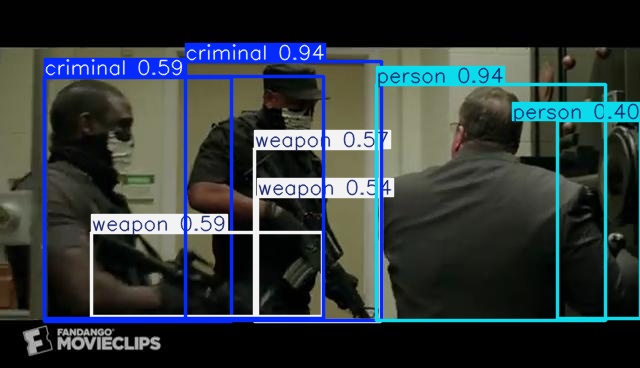 criminal 0.94
criminal 0.59
person 0.94
person 0.40
weapon 0.57
weapon 0.54
weapon 0.59
FANDANGO
MOVIECLIPS